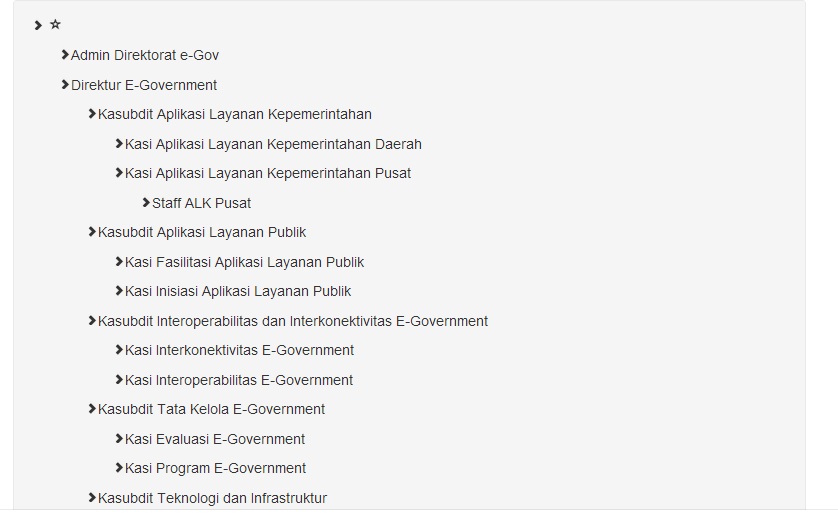 Admin Direktorat e-Gov
Direktur E-Government
Kasubdit Aplikasi Layanan Kepemerintahan
Kasi Aplikasi Layanan Kepemerintahan Daerah
Kasi Aplikasi Layanan Kepemerintahan Pusat
Staff ALK Pusat
Kasubdit Aplikasi Layanan Publik
Kasi Fasilitasi Aplikasi Layanan Publik
Kasi Inisiasi Aplikasi Layanan Publik
Kasubdit Interoperabilitas dan Interkonektivitas E-Government
Kasi Interkonektivitas E-Government
Kasi Interoperabilitas E-Government
Kasubdit Tata Kelola E-Government
Kasi Evaluasi E-Government
Kasi Program E-Government
Kasubdit Teknologi dan Infrastruktur